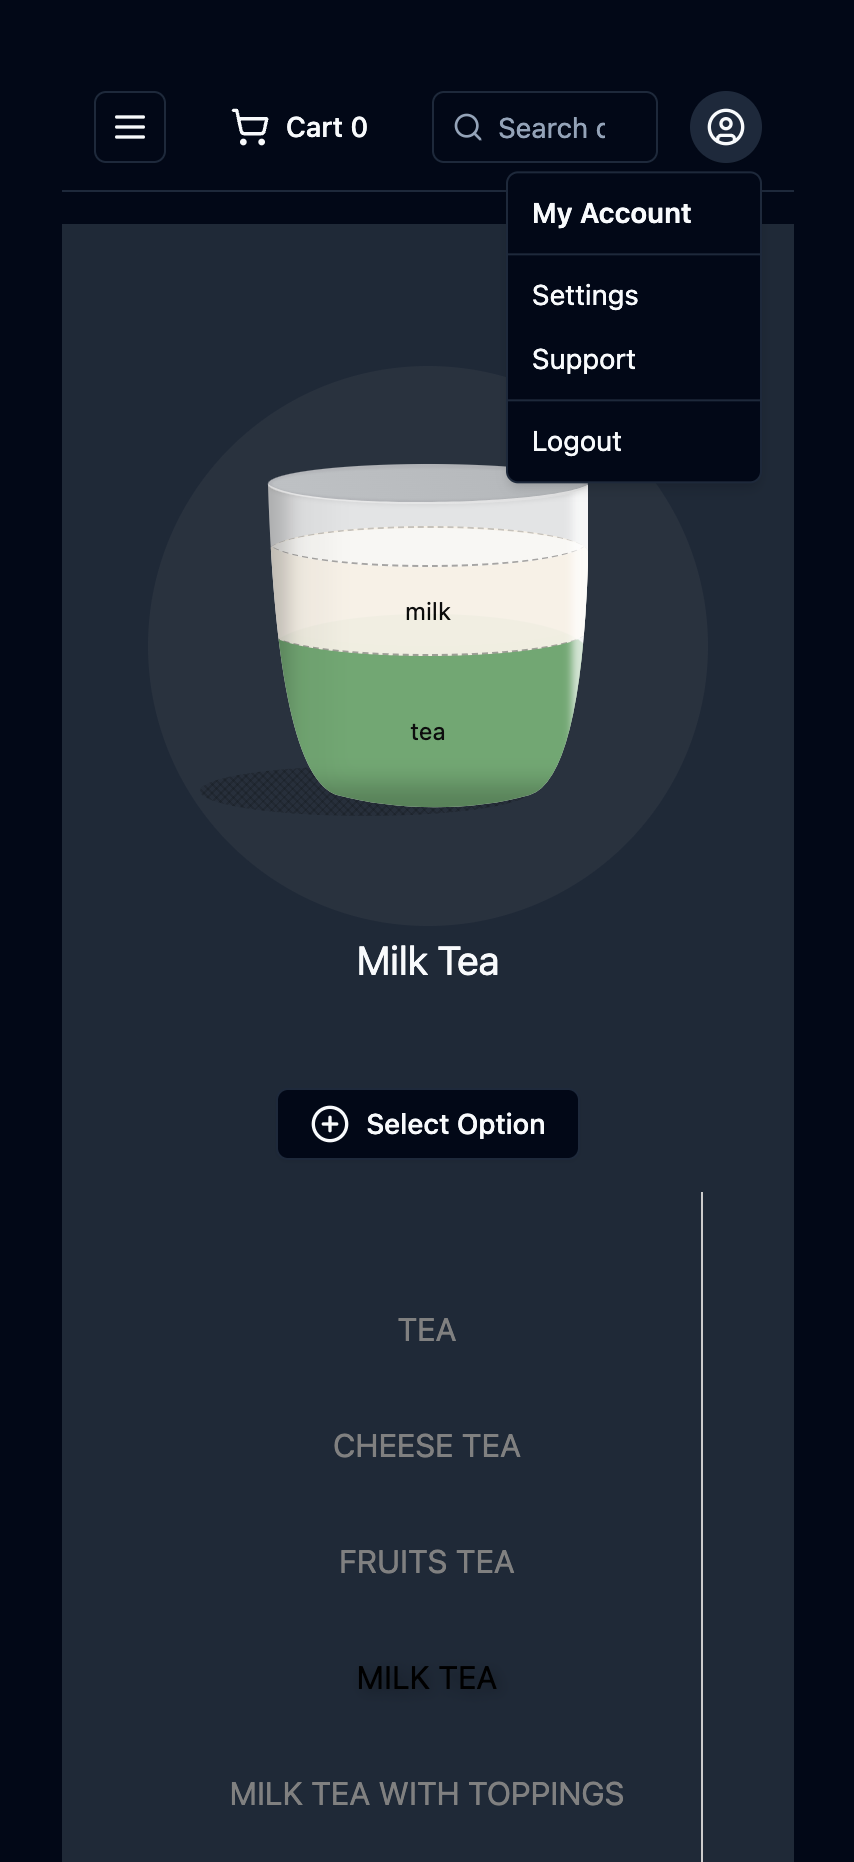 Cart 0
Search c
My Account
Settings
Support
Logout
milk
tea
Milk Tea
Select Option
TEA
CHEESE TEA
FRUITS TEA
MILK TEA
MILK TEA WITH TOPPINGS